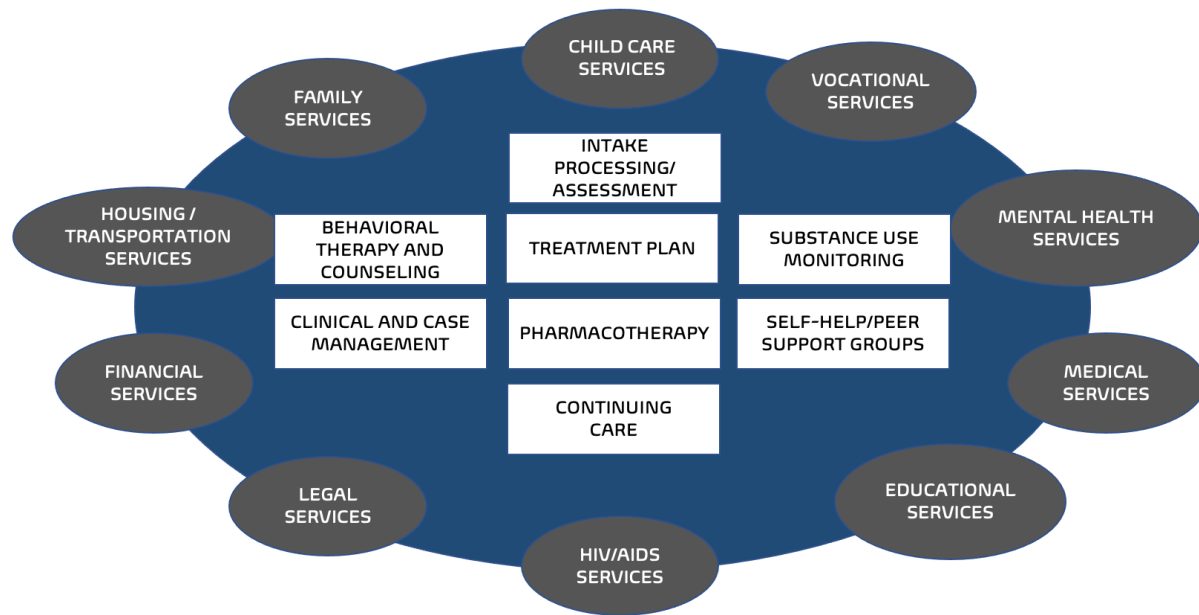 CHILD CARE
SERVICES
VOCATIONAL
SERVICES
FAMILY
SERVICES
INTAKE
PROCESSING/
ASSESSMENT
HOUSING /
TRANSPORTATION
SERVICES
BEHAVIORAL
THERAPY AND
COUNSELING
TREATMENT PLAN
SUBSTANCE USE
MONITORING
MENTAL HEALTH
SERVICES
CLINICAL AND CASE
MANAGEMENT
PHARMACOTHERAPY
SELF-HELP/PEER
SUPPORT GROUPS
FINANCIAL
SERVICES
MEDICAL
SERVICES
CONTINUING
CARE
LEGAL
SERVICES
EDUCATIONAL
SERVICES
HIV/AIDS
SERVICES